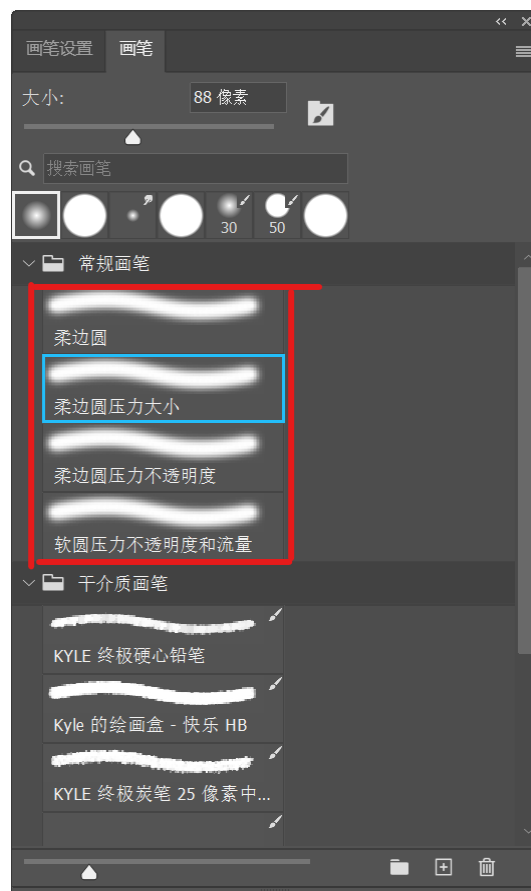 画笔设置 画笔
大小: 88 像素
搜索画笔
30 50
常规画笔
柔边圆
柔边圆压力大小
柔边圆压力不透明度
软圆压力不透明度和流量
干介质画笔
KYLE 终极硬心铅笔
Kyle 的绘画盒 - 快乐 HB
KYLE 终极炭笔 25 像素中...